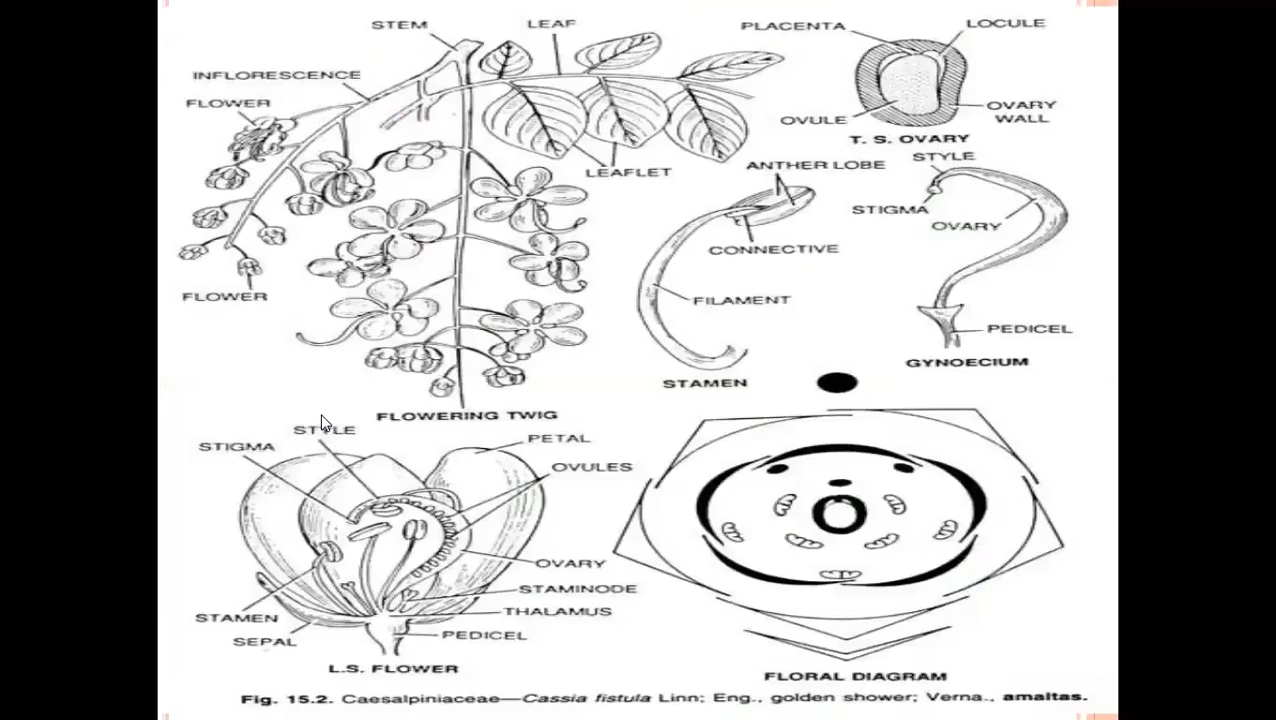 STEM
LEAF
INFLORESCENCE
FLOWER
LEAFLET
FLOWER
FLOWERING TWIG
PLACENTA
LOCULE
OVULE
OVARY
WALL
T. S. OVARY
ANTHER LOBE
CONNECTIVE
FILAMENT
STAMEN
STYLE
STIGMA
OVARY
PEDICEL
GYNOECIUM
STYLE
STIGMA
PETAL
OVULES
OVARY
STAMINODE
THALAMUS
PEDICEL
STAMEN
SEPAL
L.S. FLOWER
FLORAL DIAGRAM
Fig. 15.2. Caesalpiniaceae—Cassia fistula Linn; Eng., golden shower; Verna., amaltas.